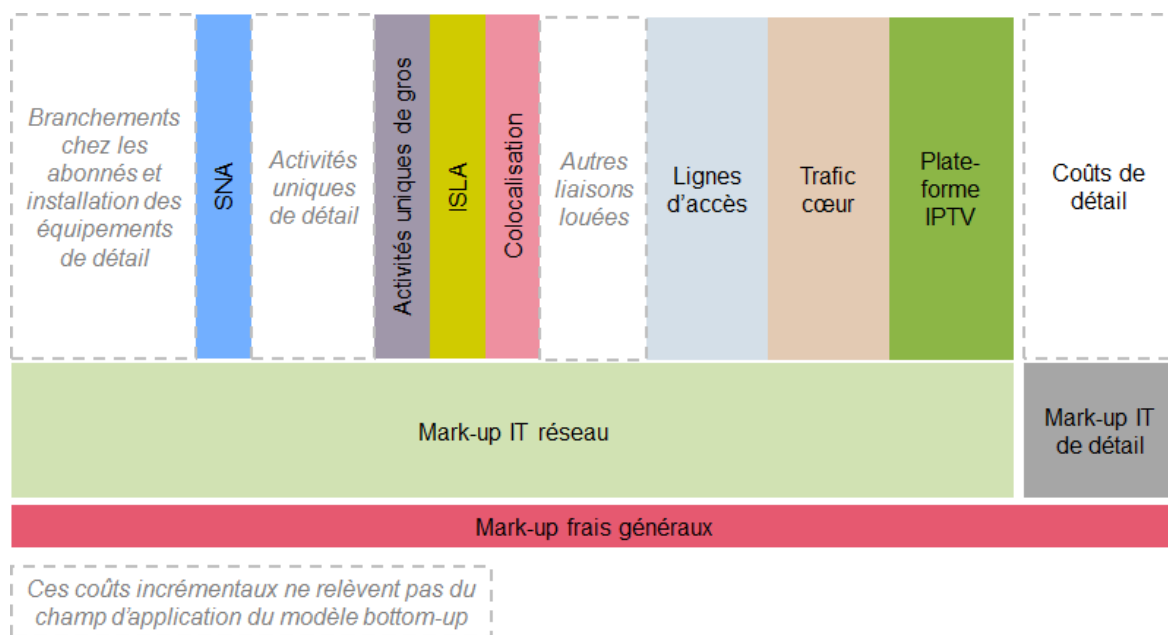 Branchements
chez les
abonnés et
installation des
équipements
de détail
SNA
Activités
uniques
de détail
Activités uniques de gros
ISLA
Colocalisation
Autres
liaisons
louées
Lignes
d’accès
Trafic
cœur
Plate-
forme
IPTV
Coûts de
détail
Mark-up IT réseau
Mark-up IT
de détail
Mark-up frais généraux
Ces coûts incrémentaux ne relèvent pas du
champ d’application du modèle bottom-up